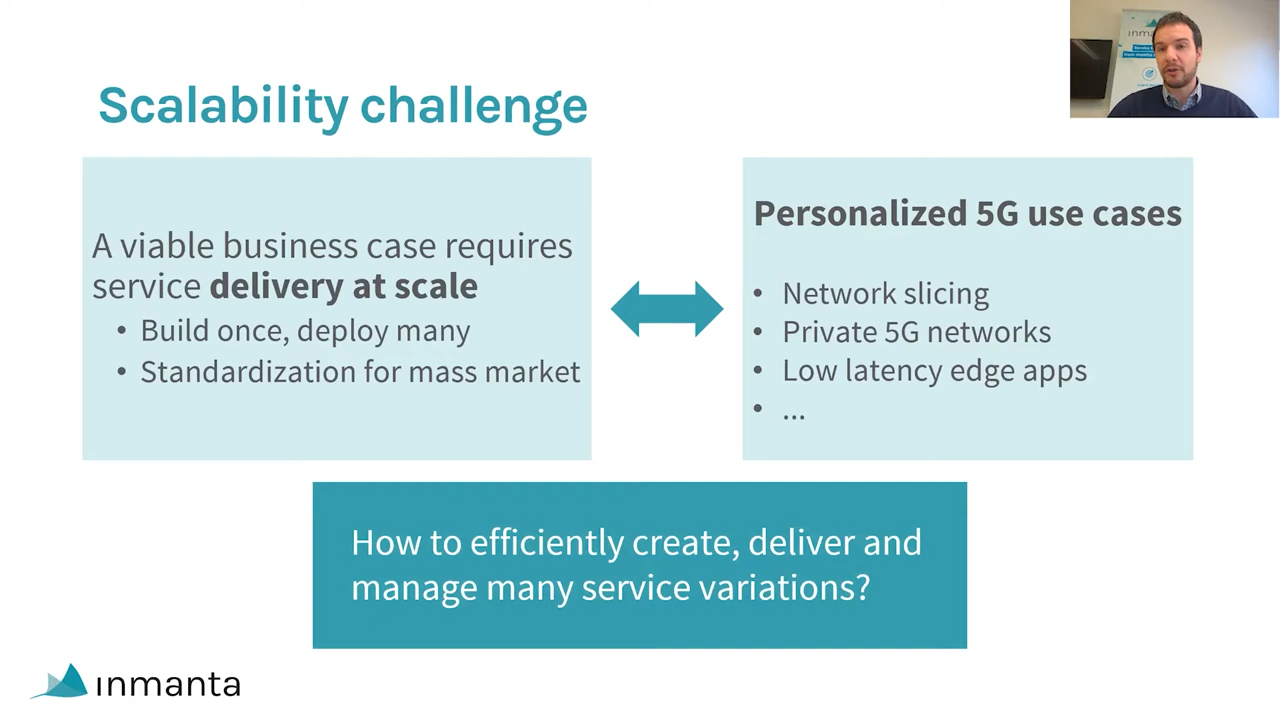 Scalability challenge
A viable business case requires
service delivery at scale
• Build once, deploy many
• Standardization for mass market
Personalized 5G use cases
• Network slicing
• Private 5G networks
• Low latency edge apps
• ...
How to efficiently create, deliver and
manage many service variations?
inmanta